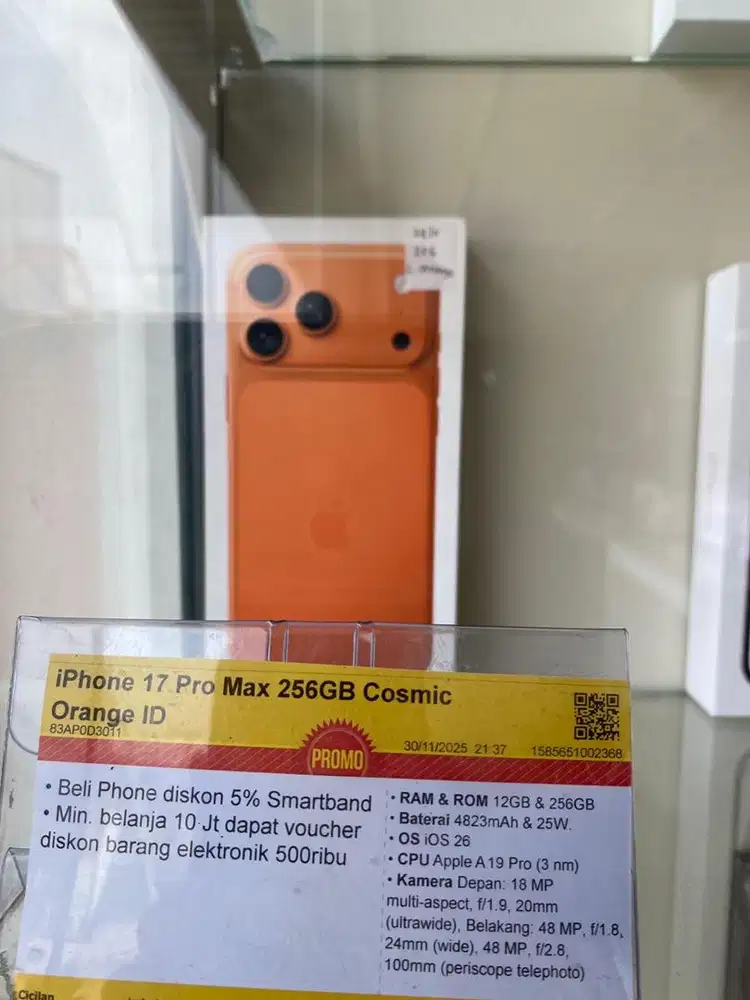 iPhone 17 Pro Max 256GB Cosmic
Orange ID
83AP0D3011
30/11/2025 21:37 1585651002368
PROMO
• Beli Phone diskon 5% Smartband
• Min. belanja 10 Jt dapat voucher
diskon barang elektronik 500ribu
• RAM & ROM 12GB & 256GB
• Baterai 4823mAh & 25W.
• OS iOS 26
• CPU Apple A19 Pro (3 nm)
• Kamera Depan: 18 MP
multi-aspect, f/1.9, 20mm
(ultrawide), Belakang: 48 MP, f/1.8,
24mm (wide), 48 MP, f/2.8,
100mm (periscope telephoto)
Cicilan